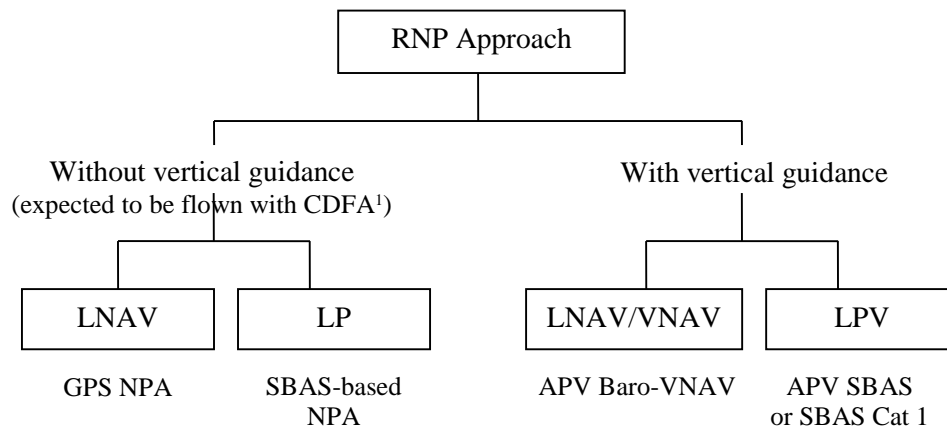 RNP Approach
Without vertical guidance
(expected to be flown with CDFA¹)
With vertical guidance
LNAV
LP
LNAV/VNAV
LPV
GPS NPA
SBAS-based
NPA
APV Baro-VNAV
APV SBAS
or SBAS Cat 1